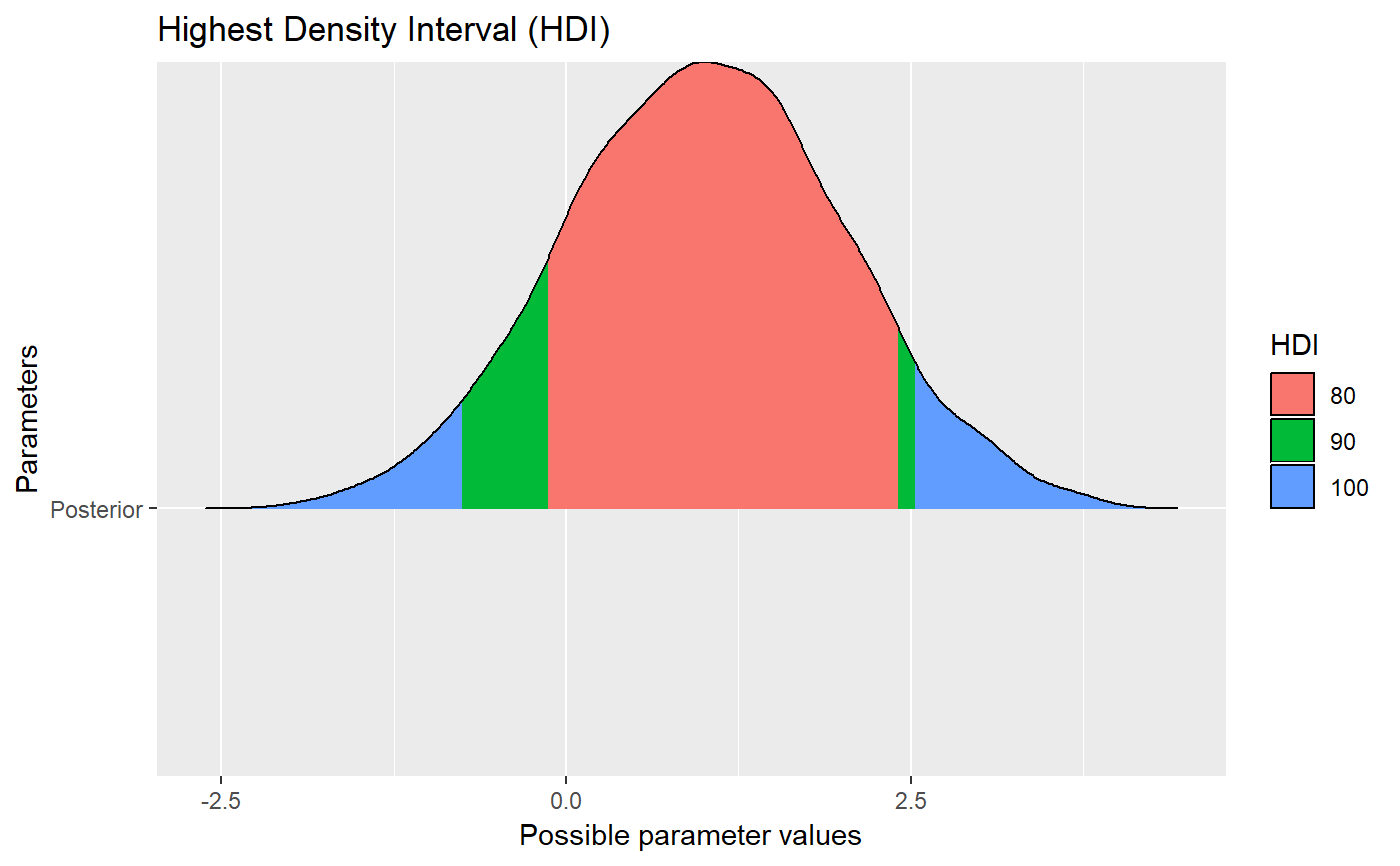 Highest Density Interval (HDI)
Parameters
Posterior
-2.5
0.0
2.5
Possible parameter values
HDI
80
90
100